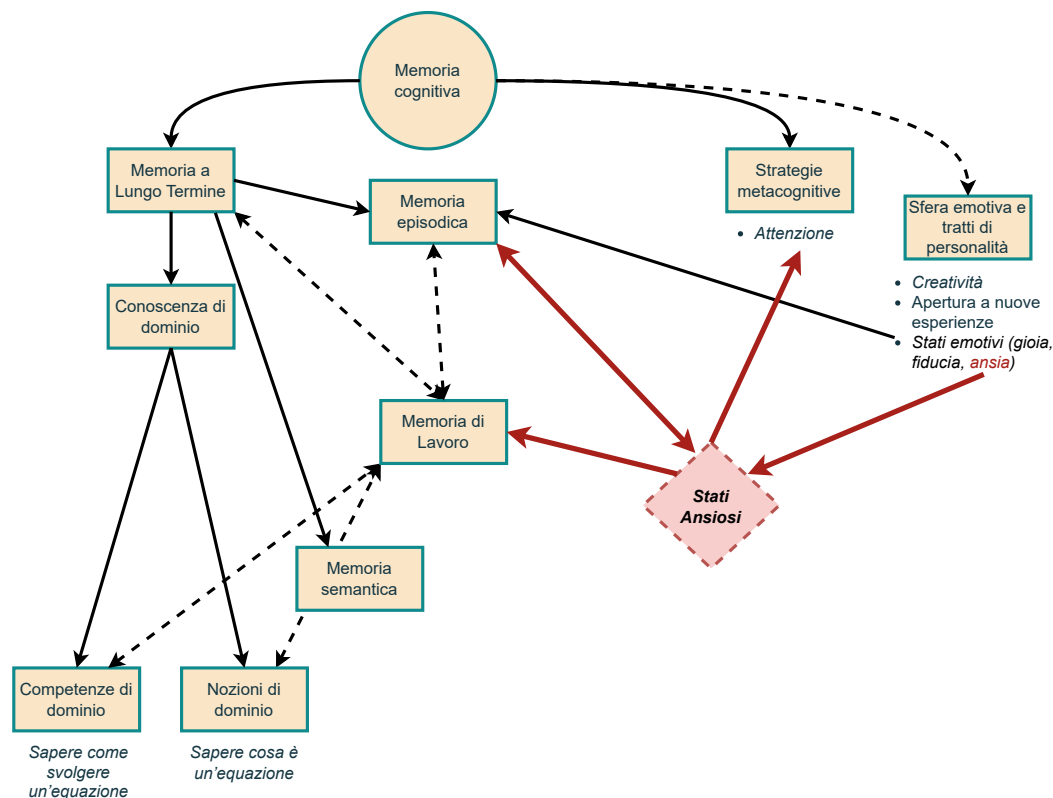 Memoria
cognitiva
Memoria a
Lungo Termine
Memoria
episodica
Strategie
metacognitive
Attenzione
Sfera emotiva e
tratti di
personalità
Creatività
Apertura a nuove
esperienze
Stati emotivi (gioia,
fiducia, ansia)
Conoscenza di
dominio
Memoria di
Lavoro
Stati
Ansiosi
Memoria
semantica
Competenze di
dominio
Nozioni di
dominio
Sapere come
svolgere
un'equazione
Sapere cosa è
un'equazione